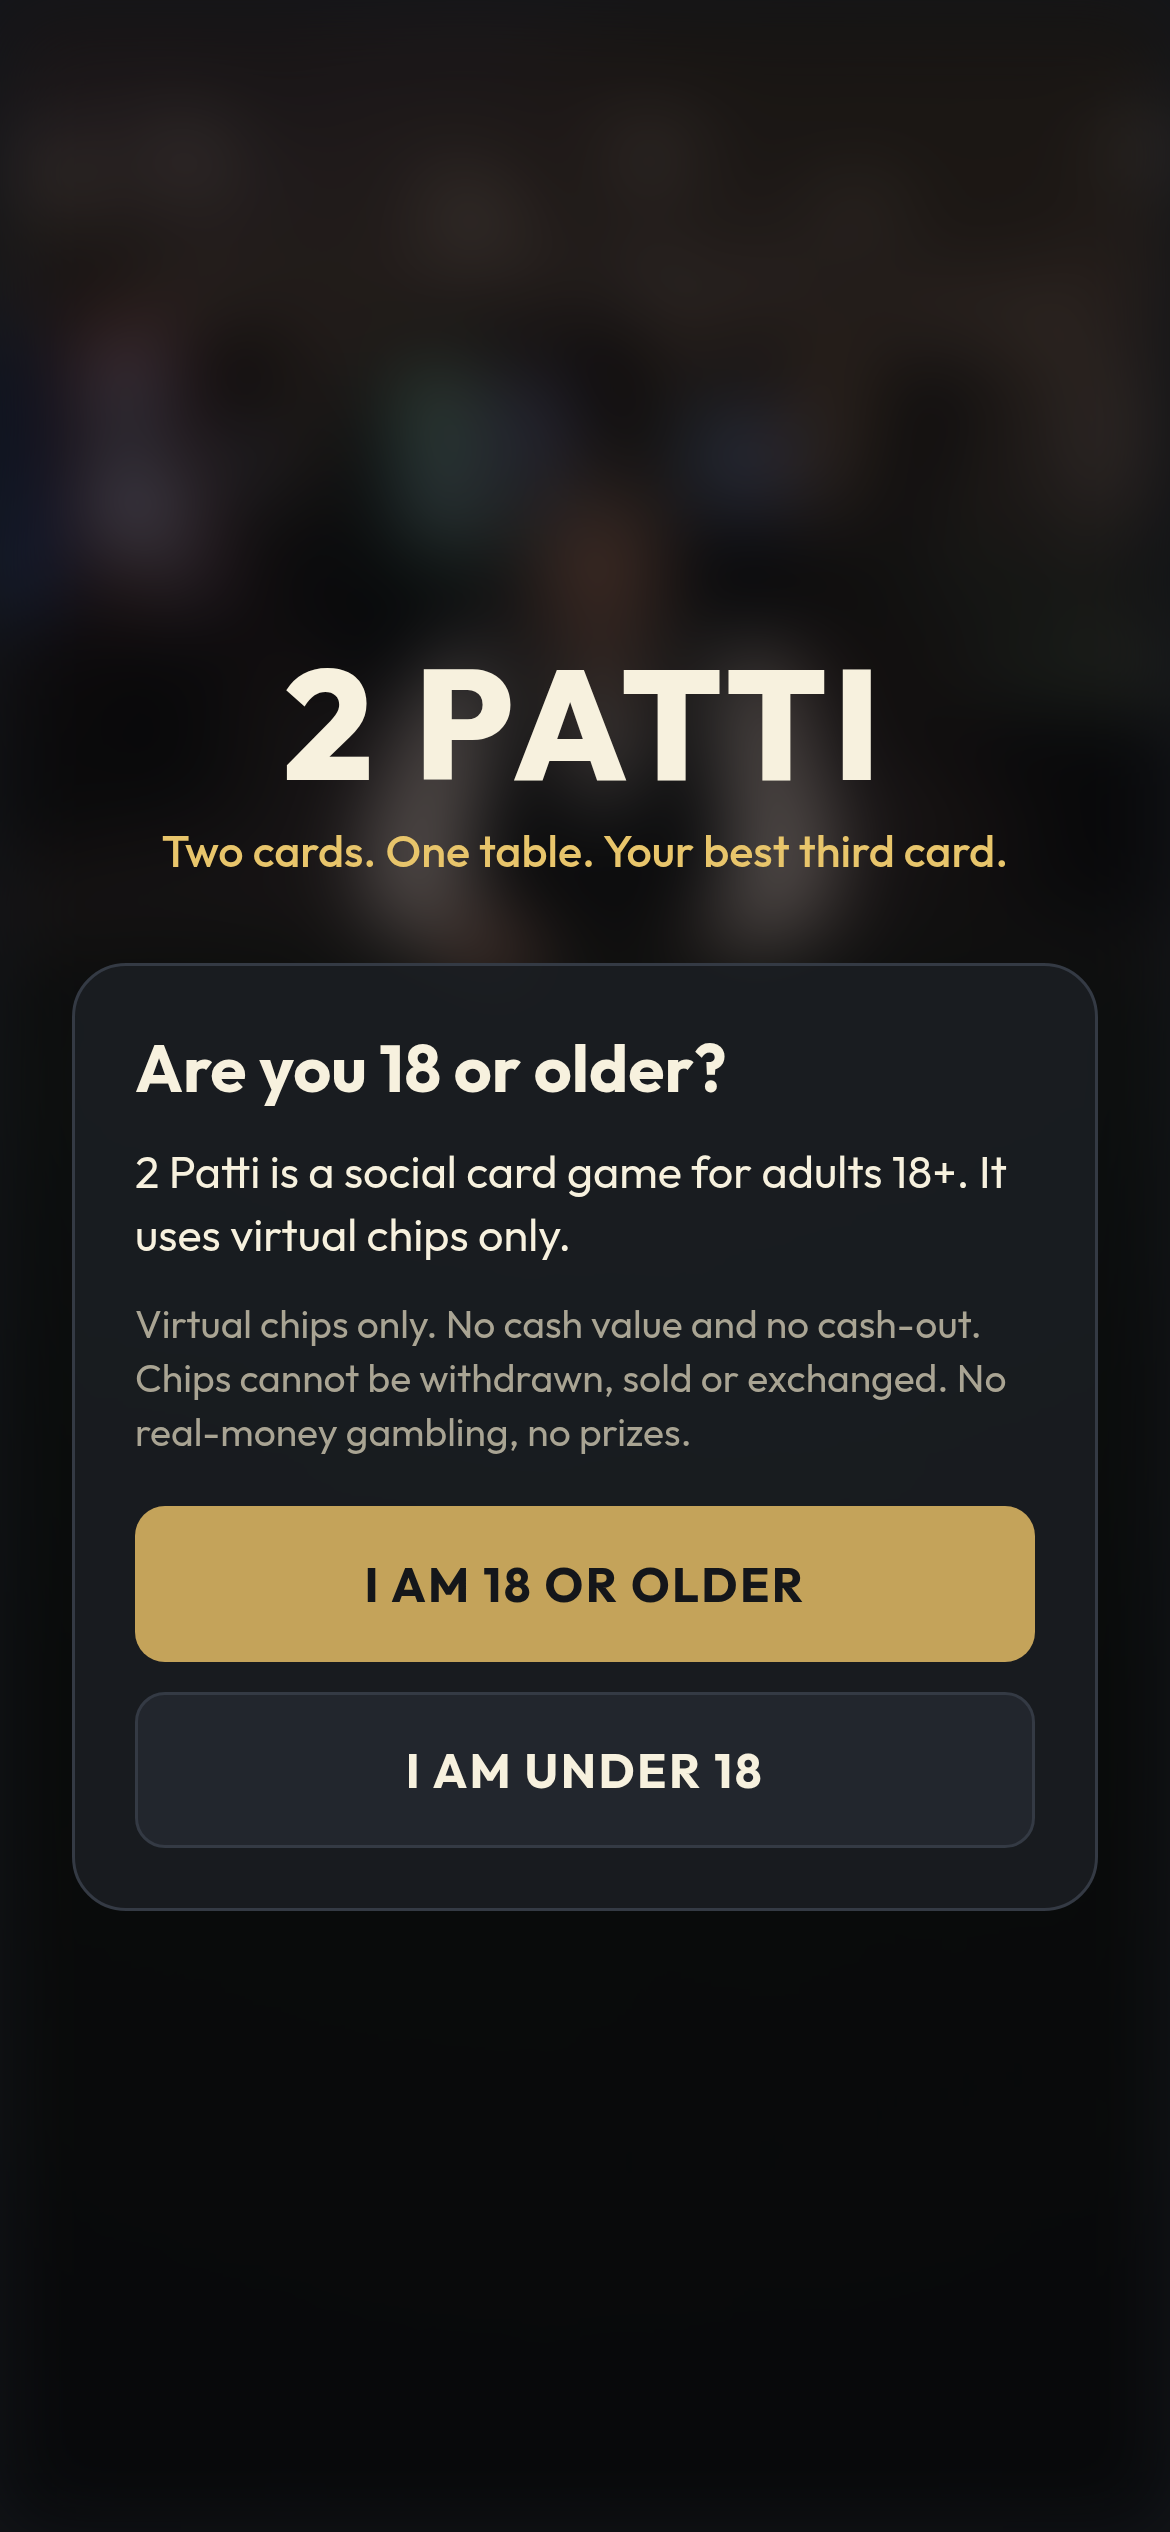 2 PATTI
Two cards. One table. Your best third card.
Are you 18 or older?
2 Patti is a social card game for adults 18+. It
uses virtual chips only.
Virtual chips only. No cash value and no cash-out.
Chips cannot be withdrawn, sold or exchanged. No
real-money gambling, no prizes.
I AM 18 OR OLDER
I AM UNDER 18